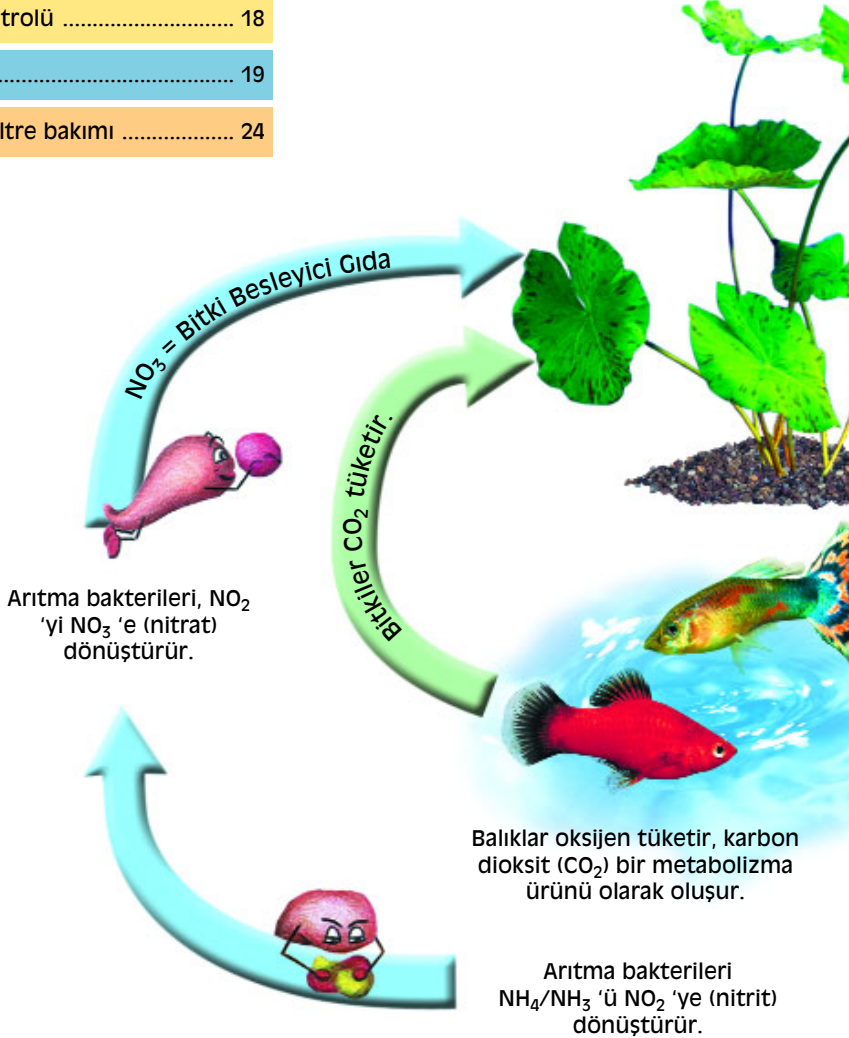 trolü ............................ 18
....................................... 19
ltre bakımı ................... 24
NO₃ = Bitki Besleyici Gıda
Bitkiler CO₂ tüketir.
Arıtma bakterileri, NO₂
‘yi NO₃ ‘e (nitrat)
dönüştürür.
Balıklar oksijen tüketir, karbon
dioksit (CO₂) bir metabolizma
ürünü olarak oluşur.
Arıtma bakterileri
NH₄/NH₃ ‘ü NO₂ ‘ye (nitrit)
dönüştürür.